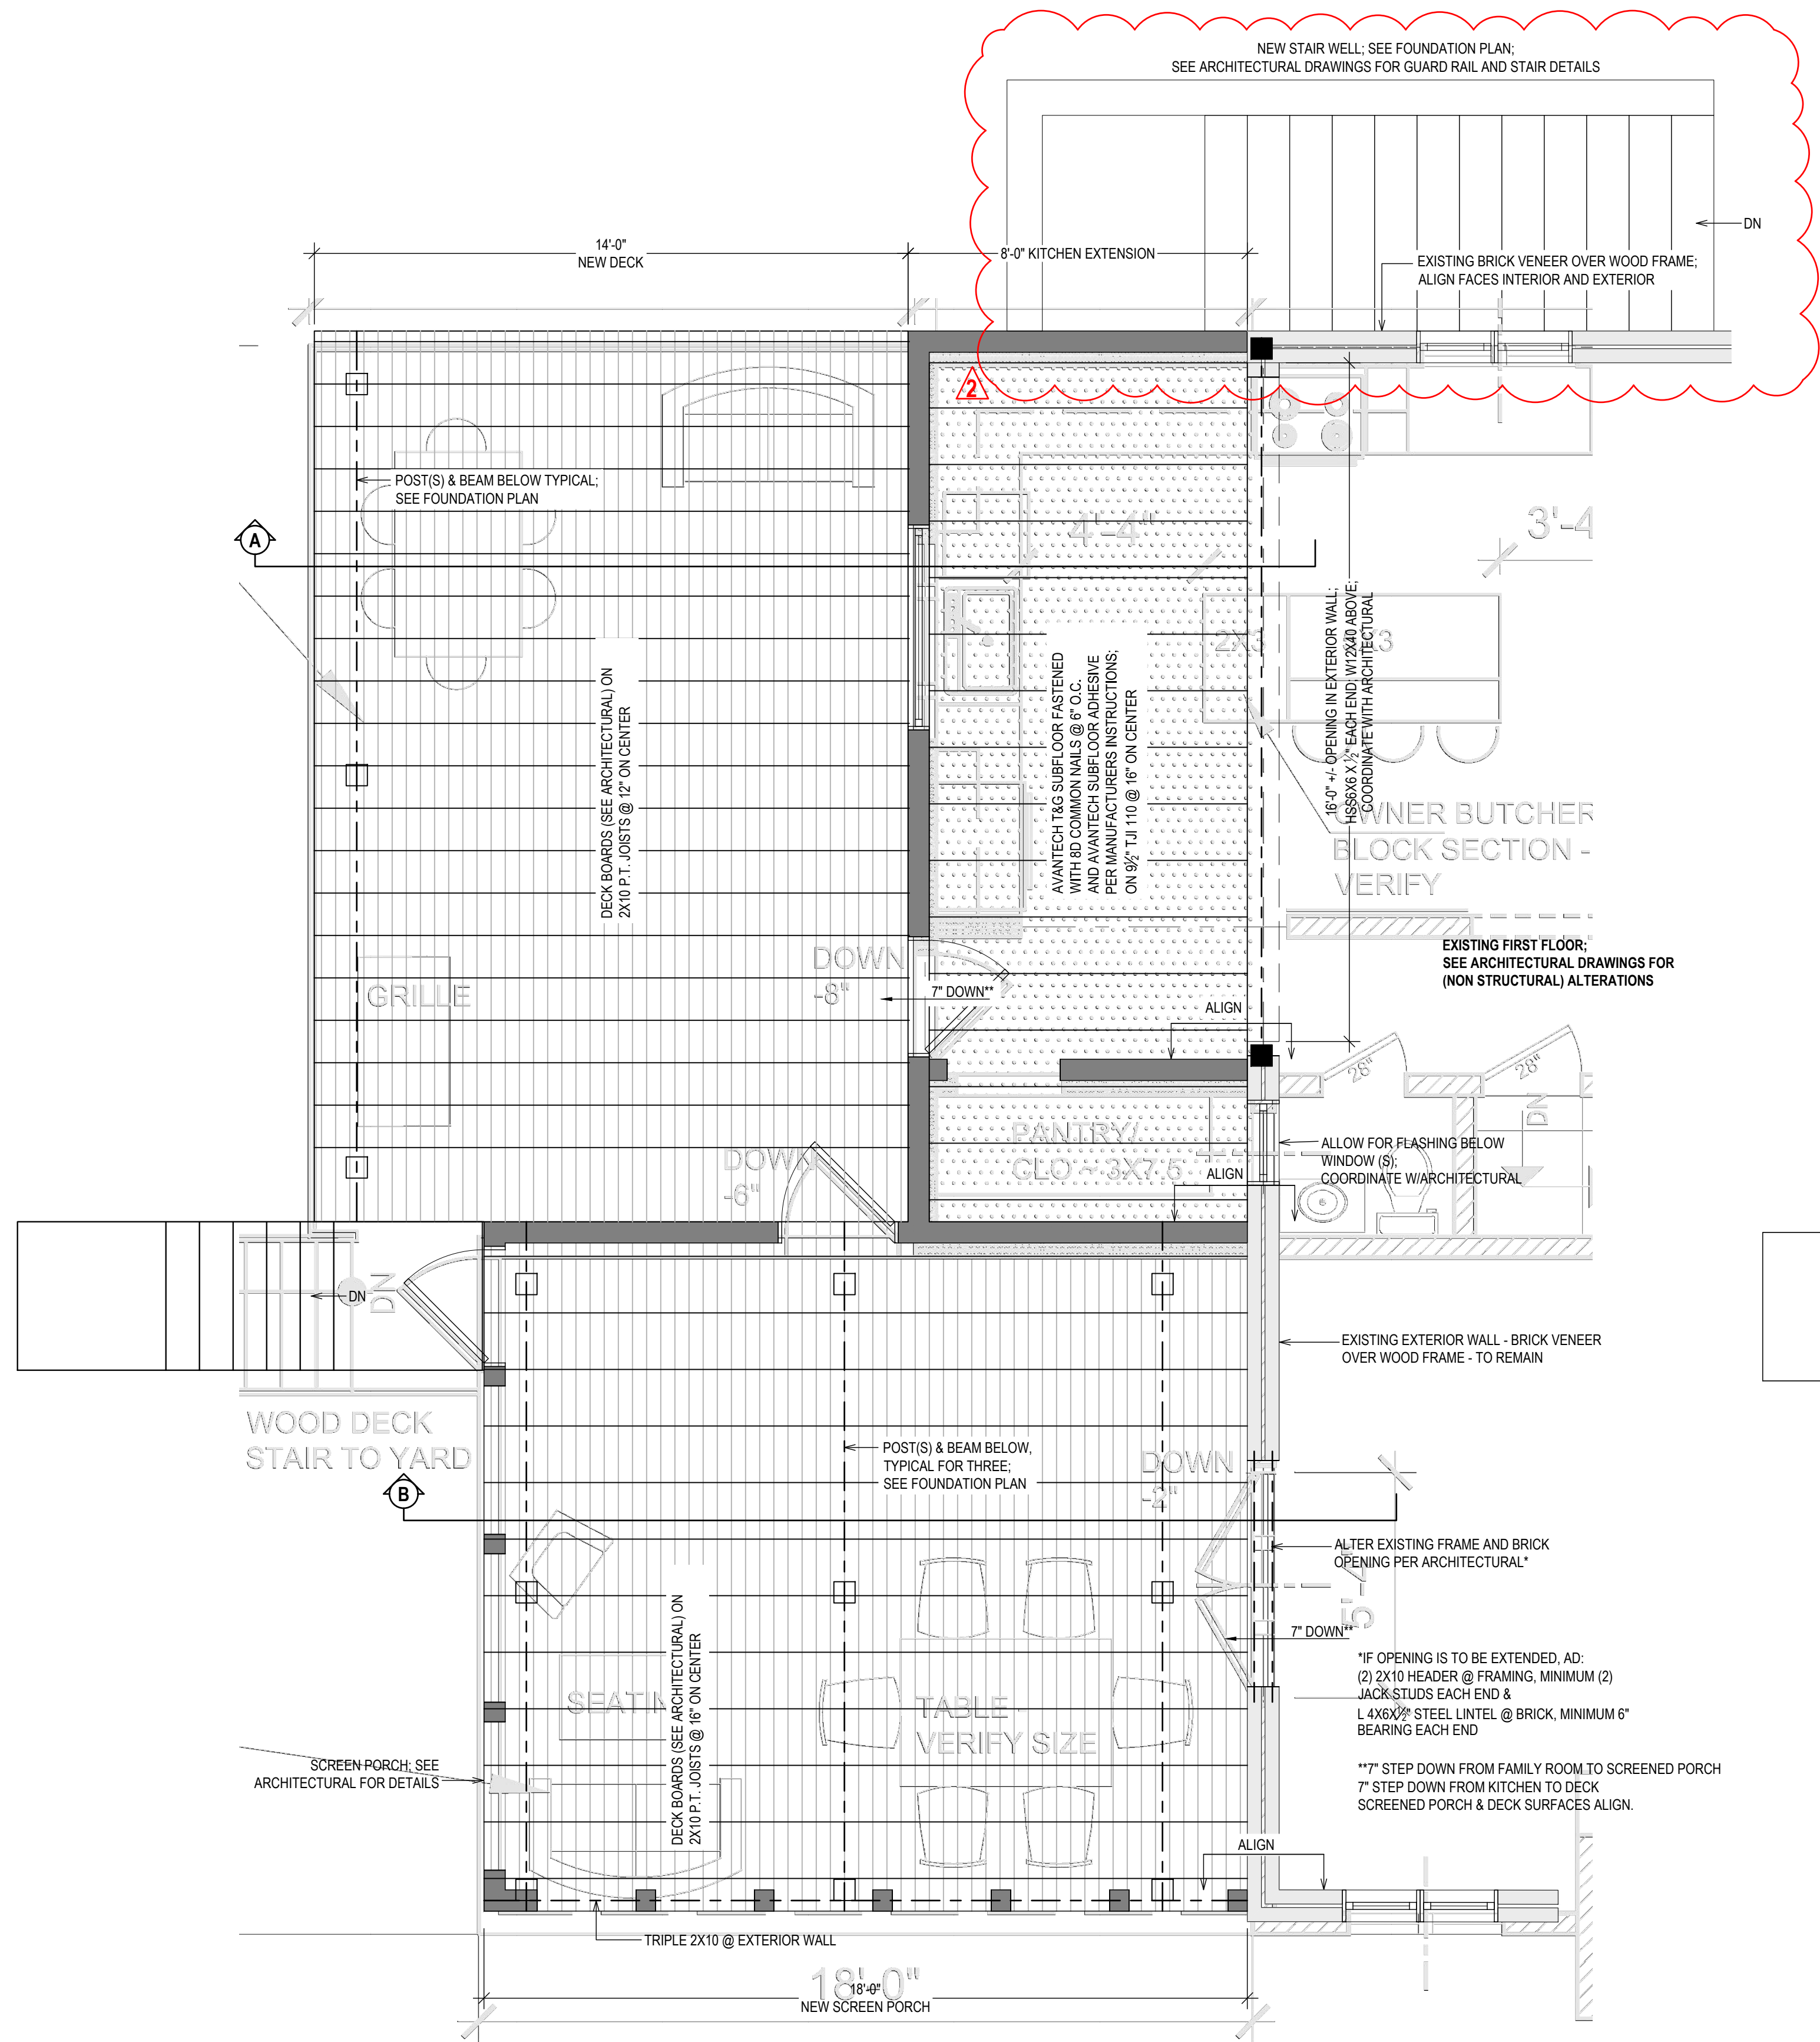 NEW STAIR WELL; SEE FOUNDATION PLAN;
SEE ARCHITECTURAL DRAWINGS FOR GUARD RAIL AND STAIR DETAILS
DN
14'-0"
NEW DECK
8'-0" KITCHEN EXTENSION
EXISTING BRICK VENEER OVER WOOD FRAME;
ALIGN FACES INTERIOR AND EXTERIOR
2
POST(S) & BEAM BELOW TYPICAL;
SEE FOUNDATION PLAN
A
4'-4"
3'-4
DECK BOARDS (SEE ARCHITECTURAL) ON
2X10 P.T. JOISTS @ 12" ON CENTER
AVANTECH T&G SUBFLOOR FASTENED
WITH 8D COMMON NAILS @ 6" O.C.
AND AVANTECH SUBFLOOR ADHESIVE
PER MANUFACTURERS INSTRUCTIONS;
ON 9½" TJI 110 @ 16" ON CENTER
2X3
X3
16'-0" +/- OPENING IN EXTERIOR WALL;
HSS6X6 X ½" EACH END; W12X40 ABOVE;
COORDINATE WITH ARCHITECTURAL
OWNER BUTCHER
BLOCK SECTION -
VERIFY
EXISTING FIRST FLOOR;
SEE ARCHITECTURAL DRAWINGS FOR
(NON STRUCTURAL) ALTERATIONS
GRILLE
DOWN
-8"
7" DOWN**
ALIGN
28"
28"
DN
PANTRY/
CLO ~ 3X7.5
ALLOW FOR FLASHING BELOW
WINDOW (S);
COORDINATE W/ARCHITECTURAL
DOWN
-6"
ALIGN
DN
DN
EXISTING EXTERIOR WALL - BRICK VENEER
OVER WOOD FRAME - TO REMAIN
WOOD DECK
STAIR TO YARD
B
POST(S) & BEAM BELOW,
TYPICAL FOR THREE;
SEE FOUNDATION PLAN
DOWN
-2"
ALTER EXISTING FRAME AND BRICK
OPENING PER ARCHITECTURAL*
5'-4"
7" DOWN**
DECK BOARDS (SEE ARCHITECTURAL) ON
2X10 P.T. JOISTS @ 16" ON CENTER
SEATIN
TABLE -
VERIFY SIZE
*IF OPENING IS TO BE EXTENDED, AD:
(2) 2X10 HEADER @ FRAMING, MINIMUM (2)
JACK STUDS EACH END &
L 4X6X½" STEEL LINTEL @ BRICK, MINIMUM 6"
BEARING EACH END
**7" STEP DOWN FROM FAMILY ROOM TO SCREENED PORCH
7" STEP DOWN FROM KITCHEN TO DECK
SCREENED PORCH & DECK SURFACES ALIGN.
SCREEN PORCH; SEE
ARCHITECTURAL FOR DETAILS
ALIGN
TRIPLE 2X10 @ EXTERIOR WALL
18'-0"
18'-0"
NEW SCREEN PORCH